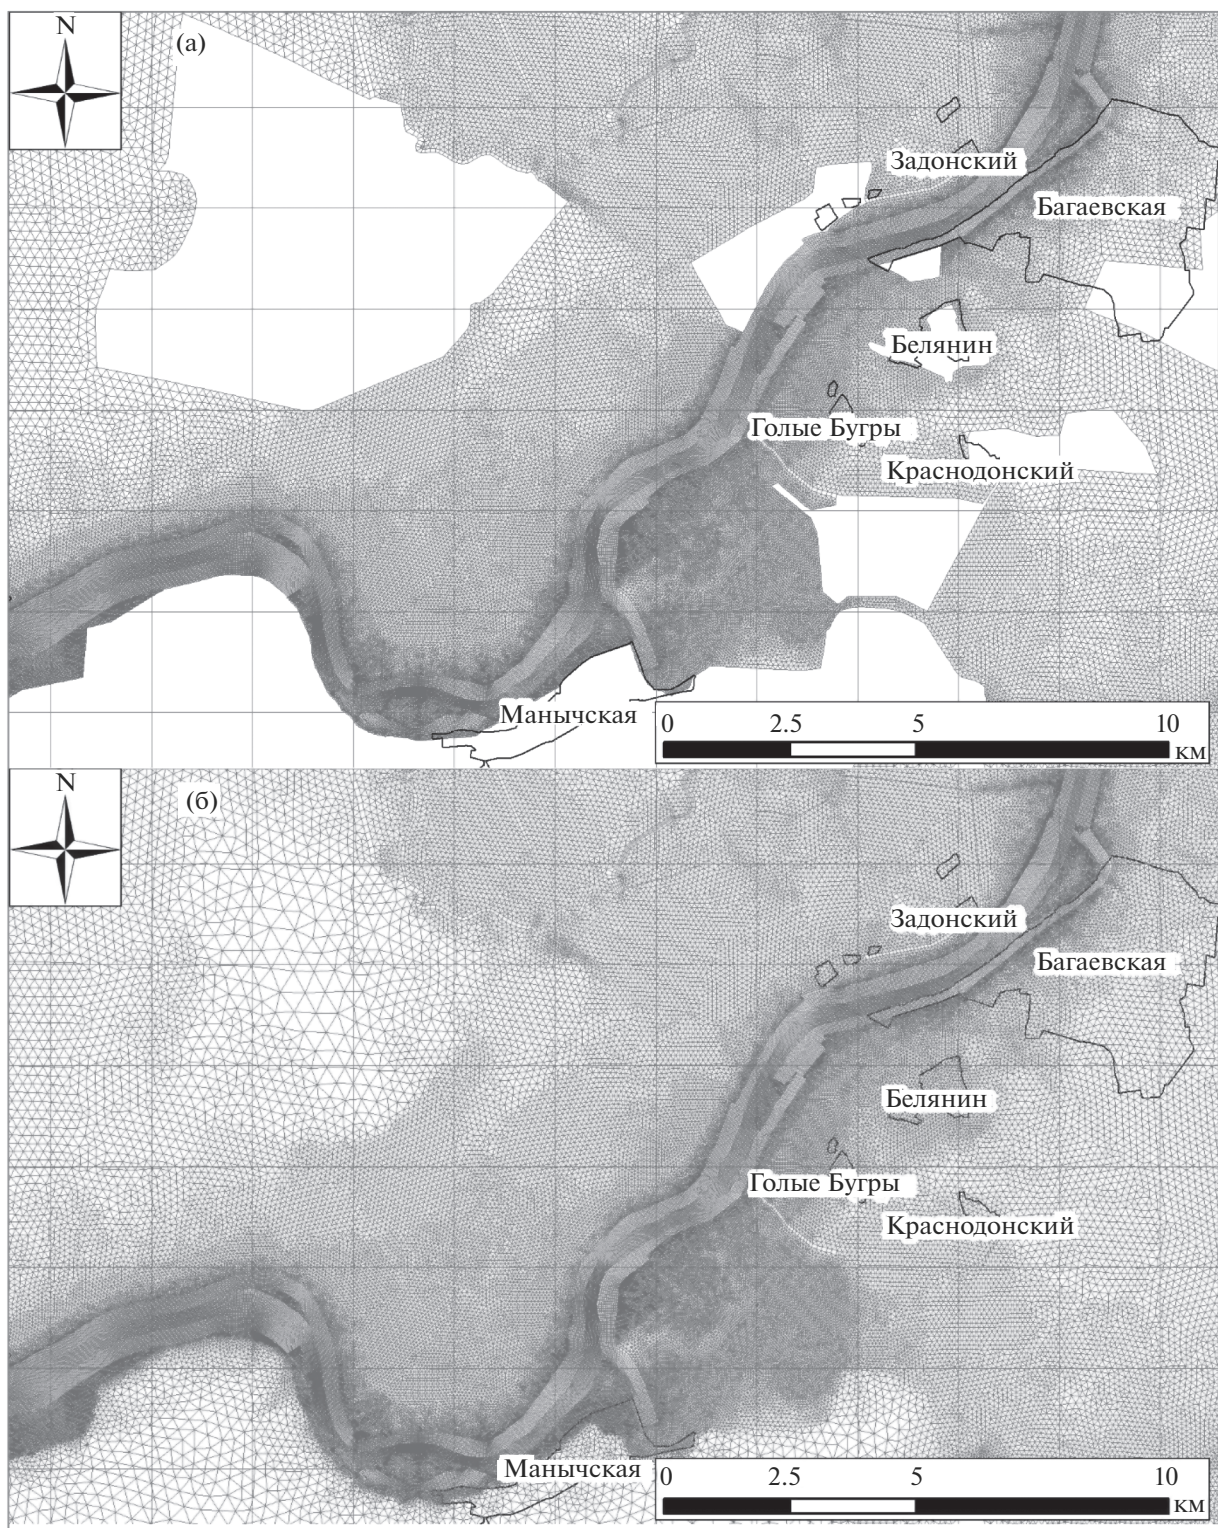 N
(а)
Задонский
Багаевская
Белянин
Голые Бугры
Краснодонский
Манычская
0 2.5 5 10
км
N
(б)
Задонский
Багаевская
Белянин
Голые Бугры
Краснодонский
Манычская
0 2.5 5 10
км